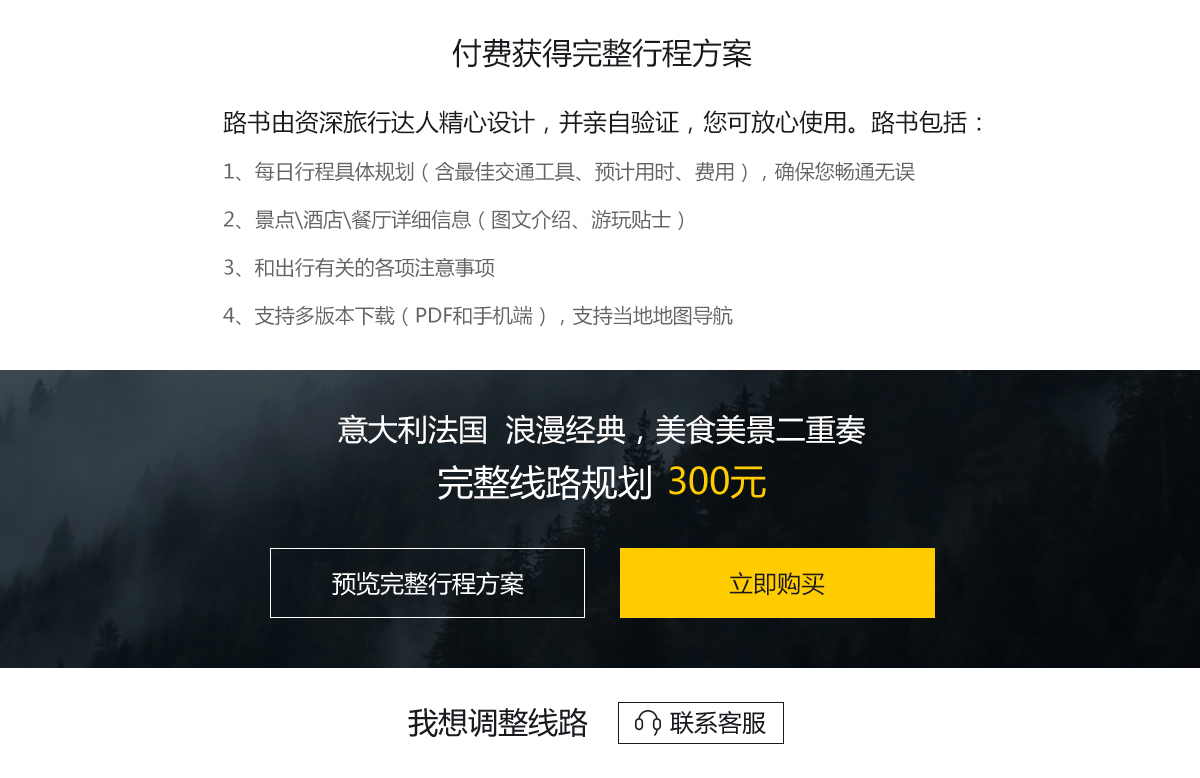 付费获得完整行程方案
路书由资深旅行达人精心设计，并亲自验证，您可放心使用。路书包括：
1、每日行程具体规划（含最佳交通工具、预计用时、费用），确保您畅通无误
2、景点\酒店\餐厅详细信息（图文介绍、游玩贴士）
3、和出行有关的各项注意事项
4、支持多版本下载（PDF和手机端），支持当地地图导航
意大利法国 浪漫经典，美食美景二重奏
完整线路规划 300元
预览完整行程方案 立即购买
我想调整线路 联系客服